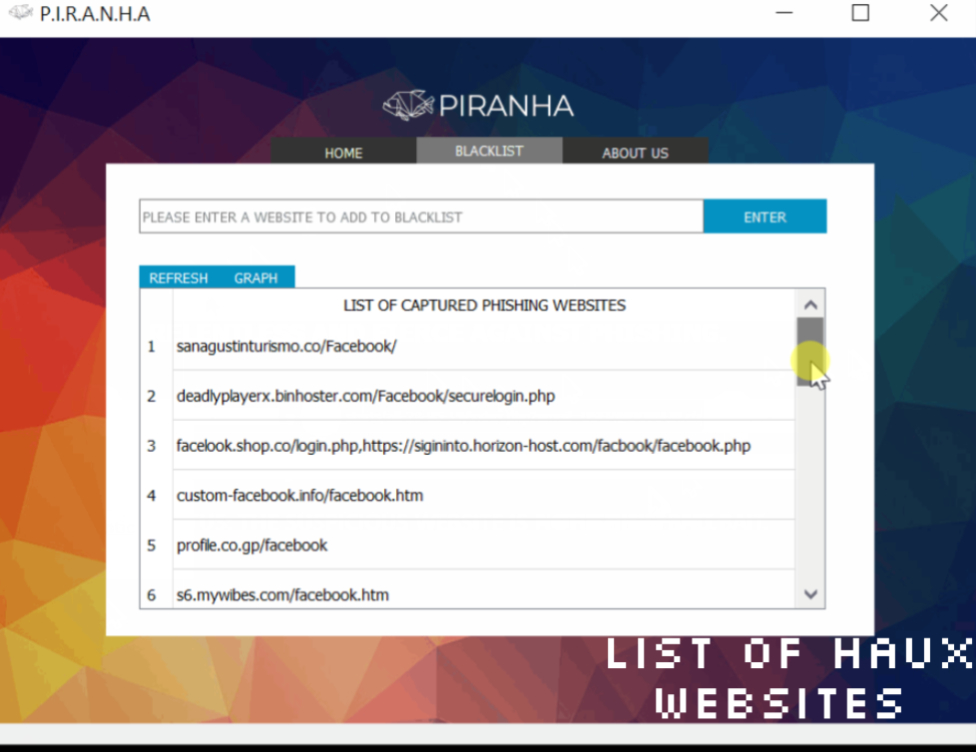 P.I.R.A.N.H.A
PIRANHA
HOME BLACKLIST ABOUT US
PLEASE ENTER A WEBSITE TO ADD TO BLACKLIST ENTER
REFRESH GRAPH
LIST OF CAPTURED PHISHING WEBSITES
1 sanagustinturismo.co/Facebook/
2 deadlyplayerx.binhoster.com/Facebook/securelogin.php
3 facelook.shop.co/login.php,https://sigininto.horizon-host.com/facbook/facebook.php
4 custom-facebook.info/facebook.htm
5 profile.co.gp/facebook
6 s6.mywibes.com/facebook.htm
LIST OF HAUX
WEBSITES